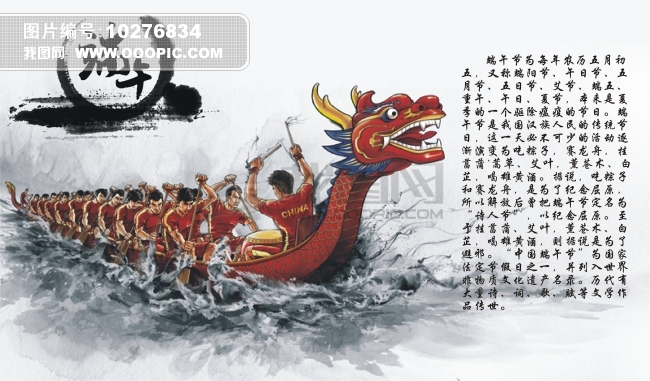 图片编号:10276834
我图网 www.OOOPIC.com
端午
CHINA
我图网
端午节为每年农历五月初
五，又称端阳节、午日节、五
月节、五日节、艾节、端五、
重午、午日、夏节，本来是夏
季的一个驱除瘟疫的节日。端
午节是我国汉族人民的传统节
日，这一天必不可少的活动逐
渐演变为吃粽子，赛龙舟，挂
菖蒲、蒿草、艾叶，薰苍术、白
芷，喝雄黄酒。据说，吃粽子
和赛龙舟，是为了纪念屈原，
所以解放后曾把端午节定名为
“诗人节”，以纪念屈原。至
于挂菖蒲、艾叶，薰苍术、白
芷，喝雄黄酒，则据说是为了
避邪。“中国端午节”为国家
法定节假日之一，并列入世界
非物质文化遗产名录。历代有
大量诗、词、歌、赋等文学作
品传世。